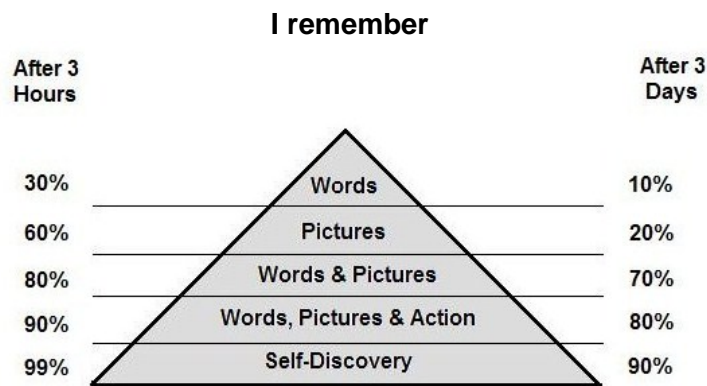 I remember
After 3 Hours
After 3 Days
30% Words 10%
60% Pictures 20%
80% Words & Pictures 70%
90% Words, Pictures & Action 80%
99% Self-Discovery 90%